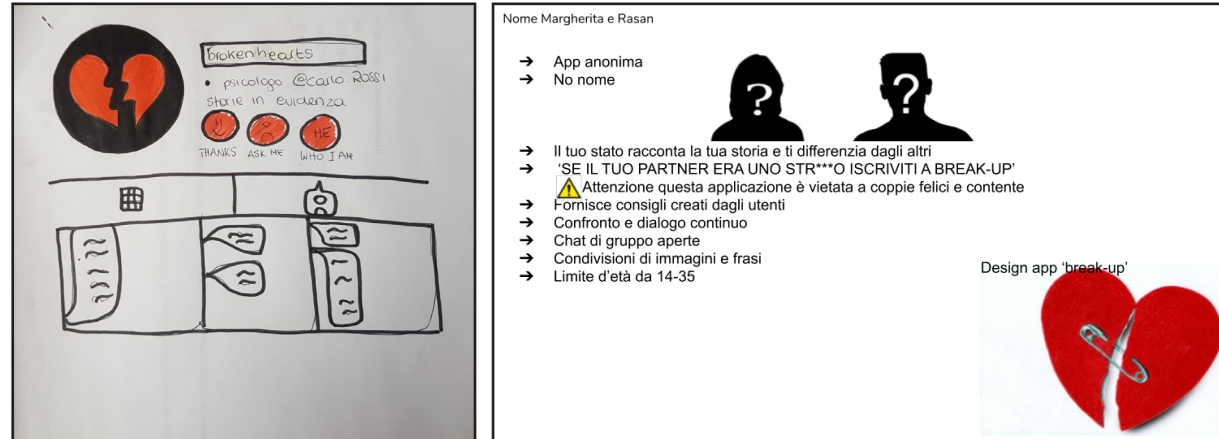 brokenhearts
• psicologo @carlo.Rossi
storie in evidenza
HE
THANKS ASK ME WHO I AM
Nome Margherita e Rasan
→ App anonima
→ No nome
? ?
→ Il tuo stato racconta la tua storia e ti differenzia dagli altri
→ 'SE IL TUO PARTNER ERA UNO STR***O ISCRIVITI A BREAK-UP'
Attenzione questa applicazione è vietata a coppie felici e contente
→ Fornisce consigli creati dagli utenti
→ Confronto e dialogo continuo
→ Chat di gruppo aperte
→ Condivisioni di immagini e frasi
→ Limite d'età da 14-35
Design app 'break-up'